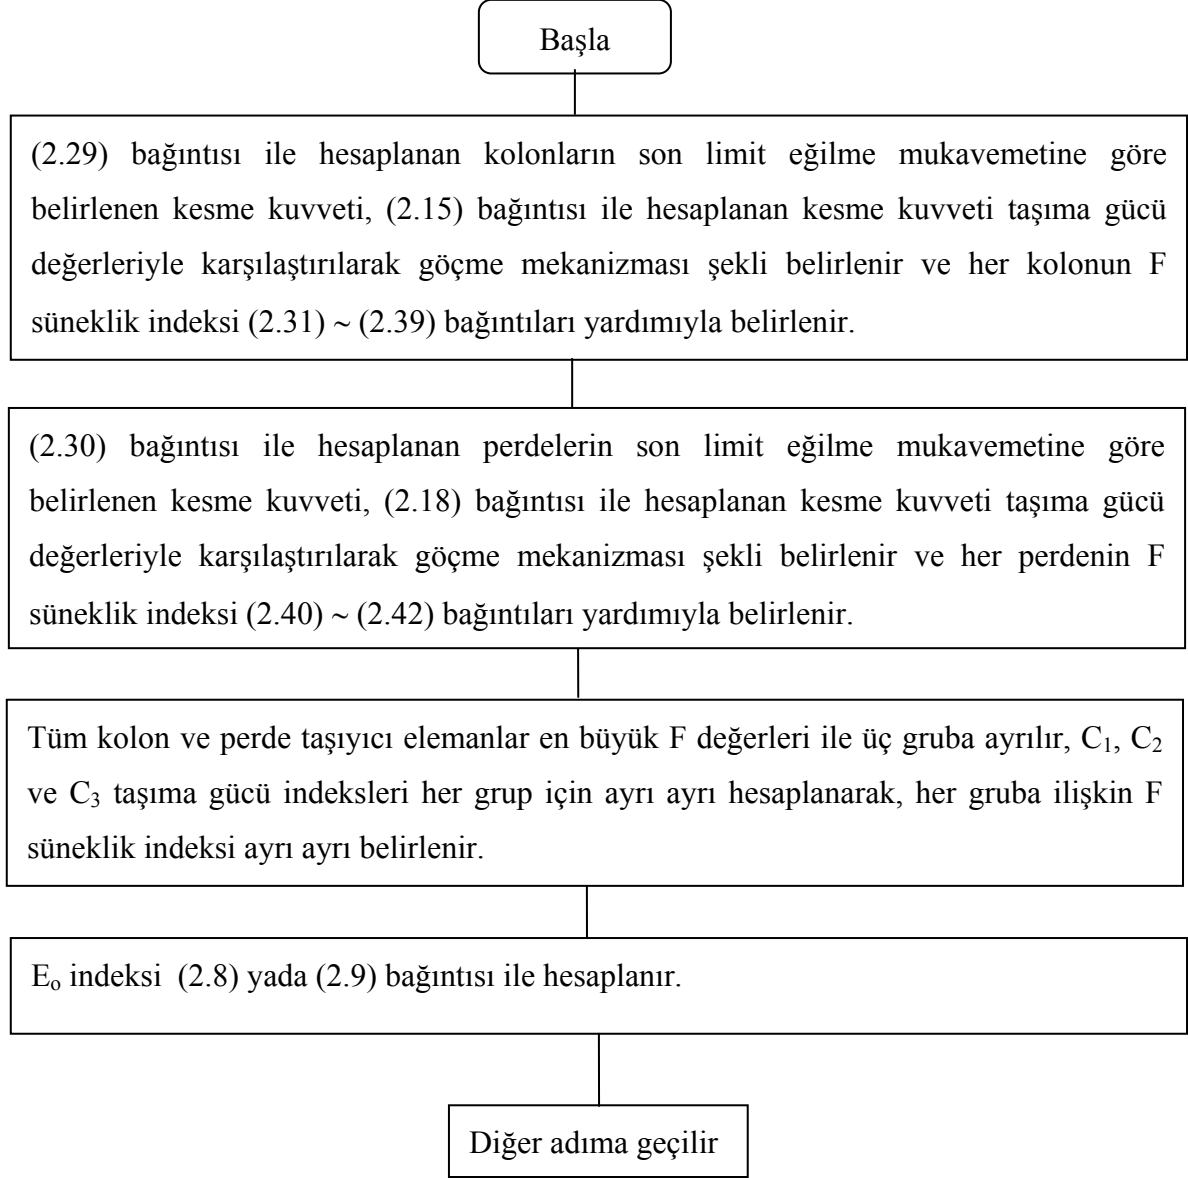 Başla
(2.29) bağıntısı ile hesaplanan kolonların son limit eğilme mukavemetine göre
belirlenen kesme kuvveti, (2.15) bağıntısı ile hesaplanan kesme kuvveti taşıma gücü
değerleriyle karşılaştırılarak göçme mekanizması şekli belirlenir ve her kolonun F
süneklik indeksi (2.31) ~ (2.39) bağıntıları yardımıyla belirlenir.
(2.30) bağıntısı ile hesaplanan perdelerin son limit eğilme mukavemetine göre
belirlenen kesme kuvveti, (2.18) bağıntısı ile hesaplanan kesme kuvveti taşıma gücü
değerleriyle karşılaştırılarak göçme mekanizması şekli belirlenir ve her perdenin F
süneklik indeksi (2.40) ~ (2.42) bağıntıları yardımıyla belirlenir.
Tüm kolon ve perde taşıyıcı elemanlar en büyük F değerleri ile üç gruba ayrılır, C₁, C₂
ve C₃ taşıma gücü indeksleri her grup için ayrı ayrı hesaplanarak, her gruba ilişkin F
süneklik indeksi ayrı ayrı belirlenir.
Eₒ indeksi (2.8) yada (2.9) bağıntısı ile hesaplanır.
Diğer adıma geçilir